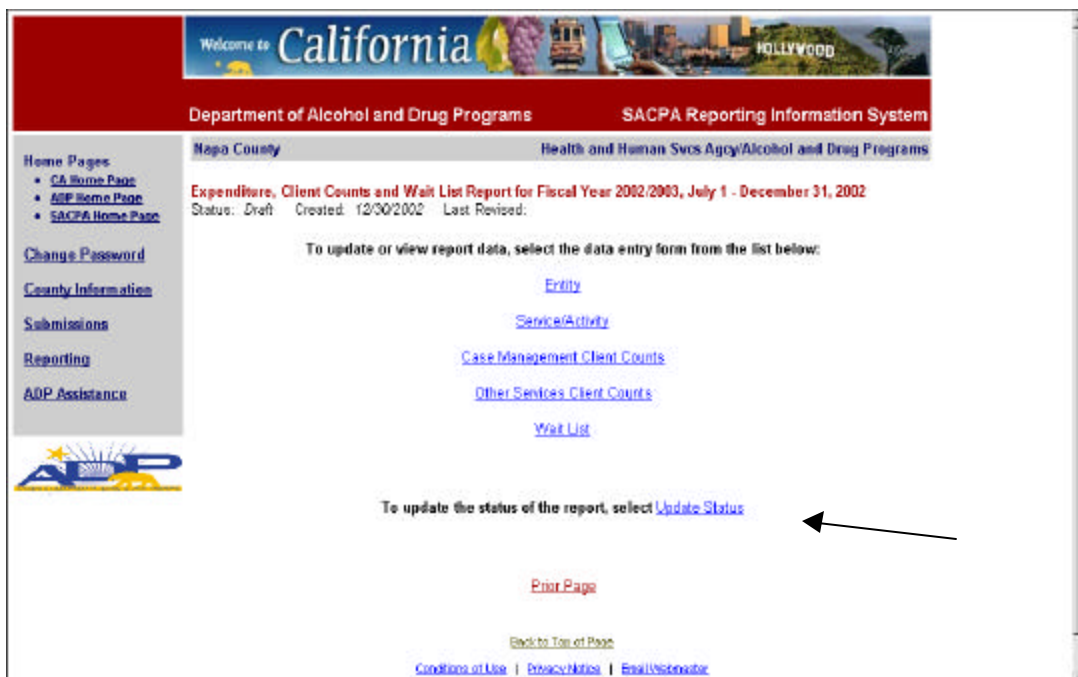 Welcome to California
HOLLYWOOD
Department of Alcohol and Drug Programs SACPA Reporting Information System
Napa County Health and Human Svcs Agcy/Alcohol and Drug Programs
Home Pages
• CA Home Page
• ADP Home Page
• SACPA Home Page
Change Password
County Information
Submissions
Reporting
ADP Assistance
ADP
Expenditure, Client Counts and Wait List Report for Fiscal Year 2002/2003, July 1 - December 31, 2002
Status: Draft Created: 12/30/2002 Last Revised:
To update or view report data, select the data entry form from the list below:
Entity
Service/Activity
Case Management Client Counts
Other Services Client Counts
Wait List
To update the status of the report, select Update Status
Prior Page
Back to Top of Page
Conditions of Use | Privacy Notice | Email Webmaster